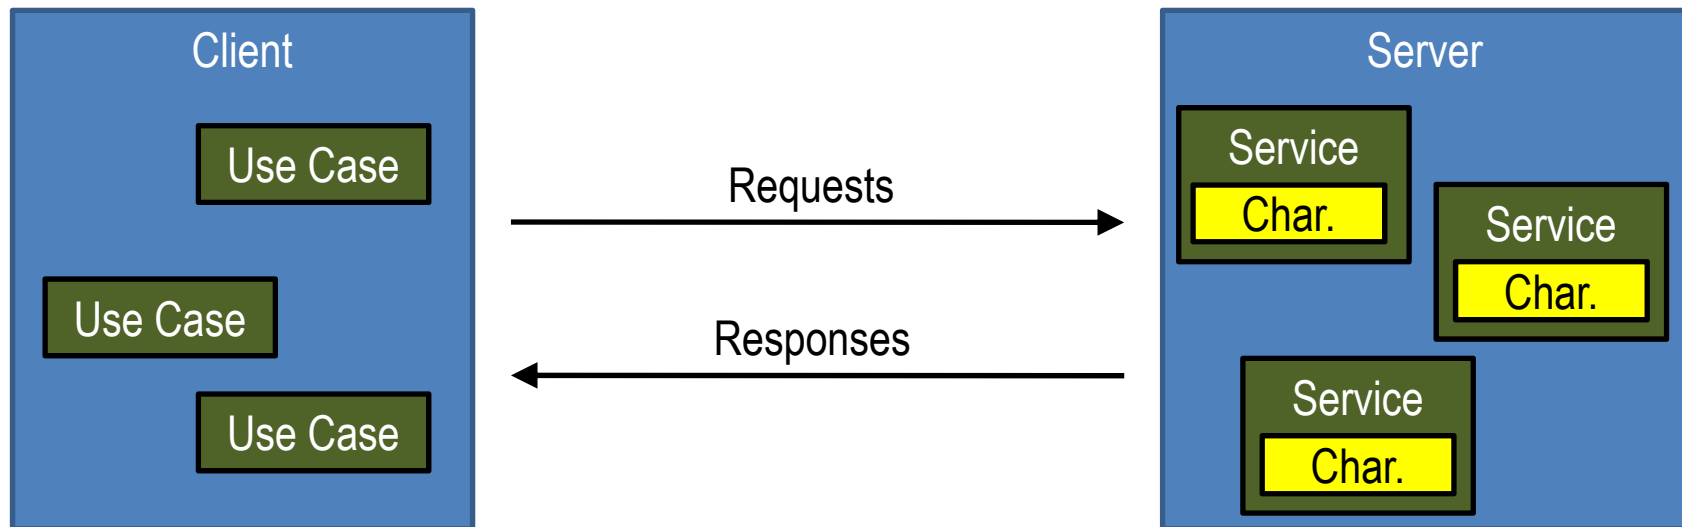 Client
Use Case
Use Case
Use Case
Requests
Responses
Server
Service
Char.
Service
Char.
Service
Char.